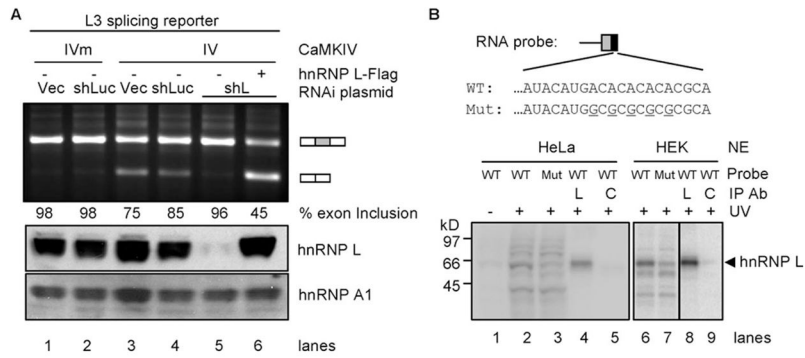 A
L3 splicing reporter
IVm IV CaMKIV
- - - - - + hnRNP L-Flag
Vec shLuc Vec shLuc shL RNAi plasmid
98 98 75 85 96 45 % exon Inclusion
hnRNP L
hnRNP A1
1 2 3 4 5 6 lanes
B
RNA probe:
WT: ...AUACAUGACACACACACGCA
Mut: ...AUACAUGGCGCGCGCGCGCA
HeLa HEK NE
WT WT Mut WT WT WT Mut WT WT Probe
L C L C IP Ab
- + + + + + + + + UV
kD
97
66
45
hnRNP L
1 2 3 4 5 6 7 8 9 lanes